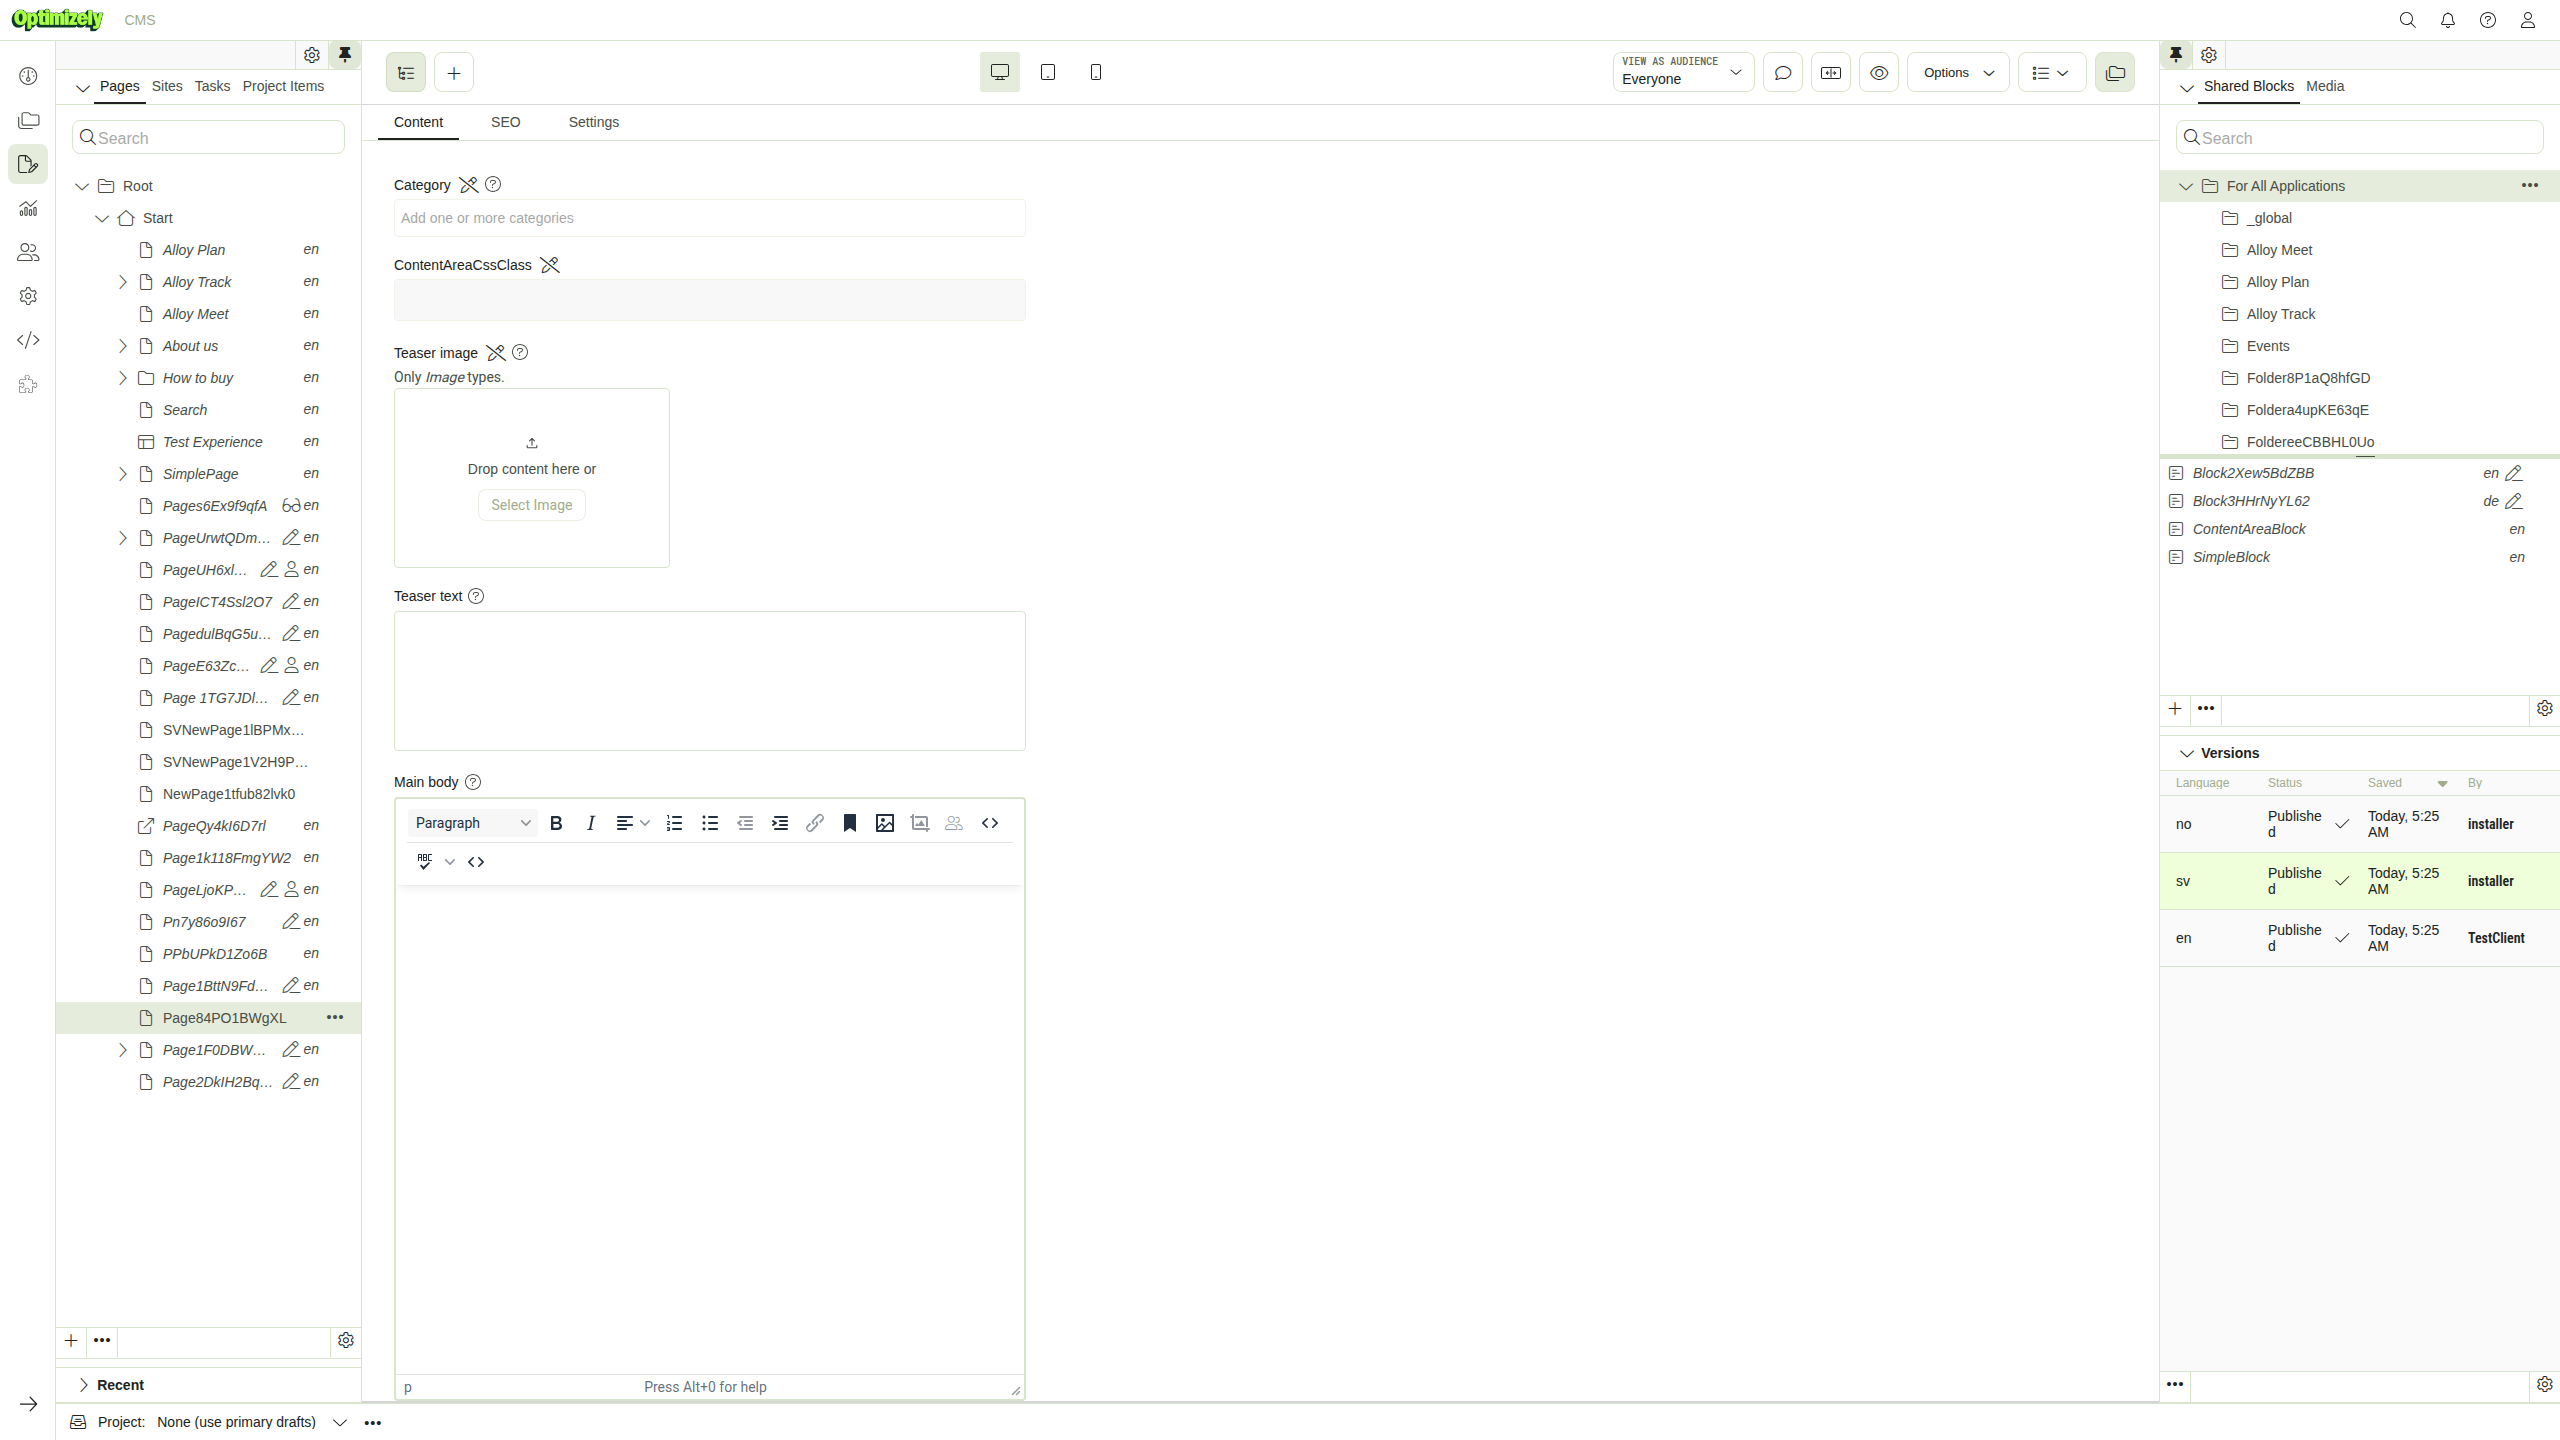 Optimizely CMS
Pages Sites Tasks Project Items
Search
Root
Start
Alloy Plan en
Alloy Track en
Alloy Meet en
About us en
How to buy en
Search en
Test Experience en
SimplePage en
Pages6Ex9f9qfA en
PageUrwtQDm… en
PageUH6xl… en
PageICT4Ssl2O7 en
PagedulBqG5u… en
PageE63Zc… en
Page 1TG7JDl… en
SVNewPage1lBPMx…
SVNewPage1V2H9P…
NewPage1tfub82lvk0
PageQy4kI6D7rl en
Page1k118FmgYW2 en
PageLjoKP… en
Pn7y86o9I67 en
PPbUPkD1Zo6B en
Page1BttN9Fd… en
Page84PO1BWgXL
Page1F0DBW… en
Page2DkIH2Bq… en
Recent
Project: None (use primary drafts)
VIEW AS AUDIENCE
Everyone
Options
Content SEO Settings
Category
Add one or more categories
ContentAreaCssClass
Teaser image
Only Image types.
Drop content here or
Select Image
Teaser text
Main body
Paragraph
ABC
p Press Alt+0 for help
Shared Blocks Media
Search
For All Applications
_global
Alloy Meet
Alloy Plan
Alloy Track
Events
Folder8P1aQ8hfGD
Foldera4upKE63qE
FoldereeCBBHL0Uo
Block2Xew5BdZBB en
Block3HHrNyYL62 de
ContentAreaBlock en
SimpleBlock en
Versions
Language Status Saved By
no Publishe d Today, 5:25 AM installer
sv Publishe d Today, 5:25 AM installer
en Publishe d Today, 5:25 AM TestClient